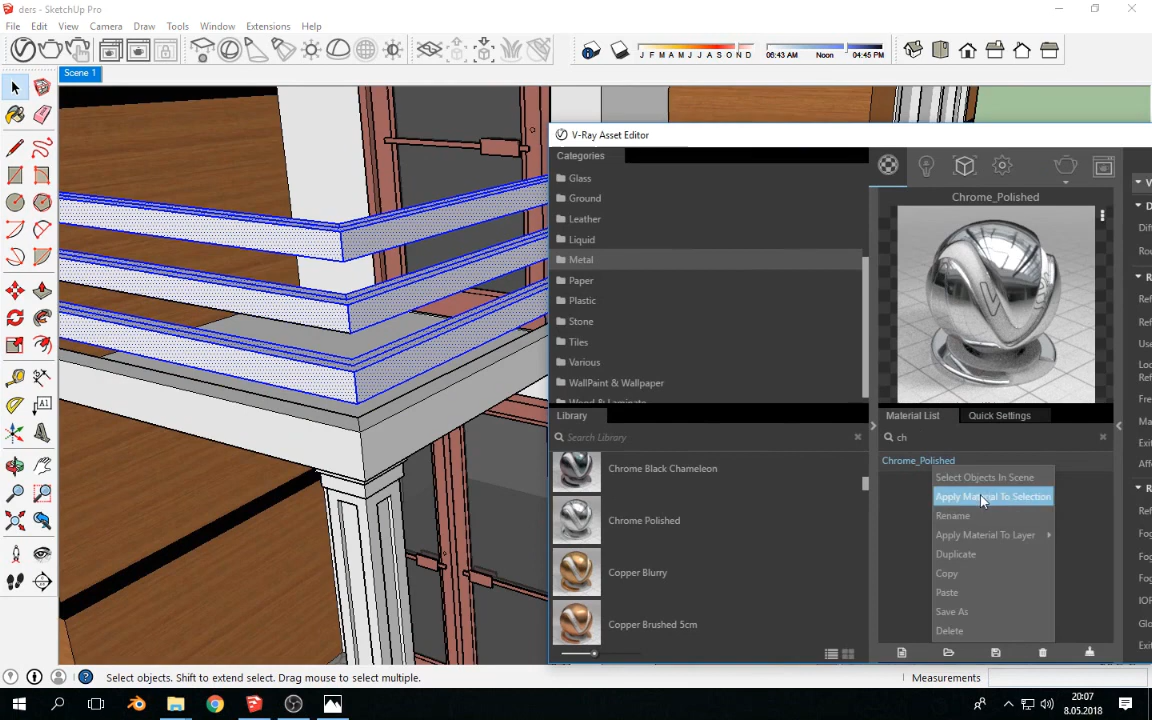 ders - SketchUp Pro
File Edit View Camera Draw Tools Window Extensions Help
J F M A M J J A S O N D
06:43 AM Noon 04:45 PM
Scene 1
V-Ray Asset Editor
Categories
Glass
Ground
Leather
Liquid
Metal
Paper
Plastic
Stone
Tiles
Various
WallPaint & Wallpaper
Wood & Laminate
Chrome_Polished
Library
Search Library
Chrome Black Chameleon
Chrome Polished
Copper Blurry
Copper Brushed 5cm
Material List Quick Settings
ch
Chrome_Polished
Select Objects In Scene
Apply Material To Selection
Rename
Apply Material To Layer
Duplicate
Copy
Paste
Save As
Delete
Select objects. Shift to extend select. Drag mouse to select multiple.
Measurements
20:07
8.05.2018